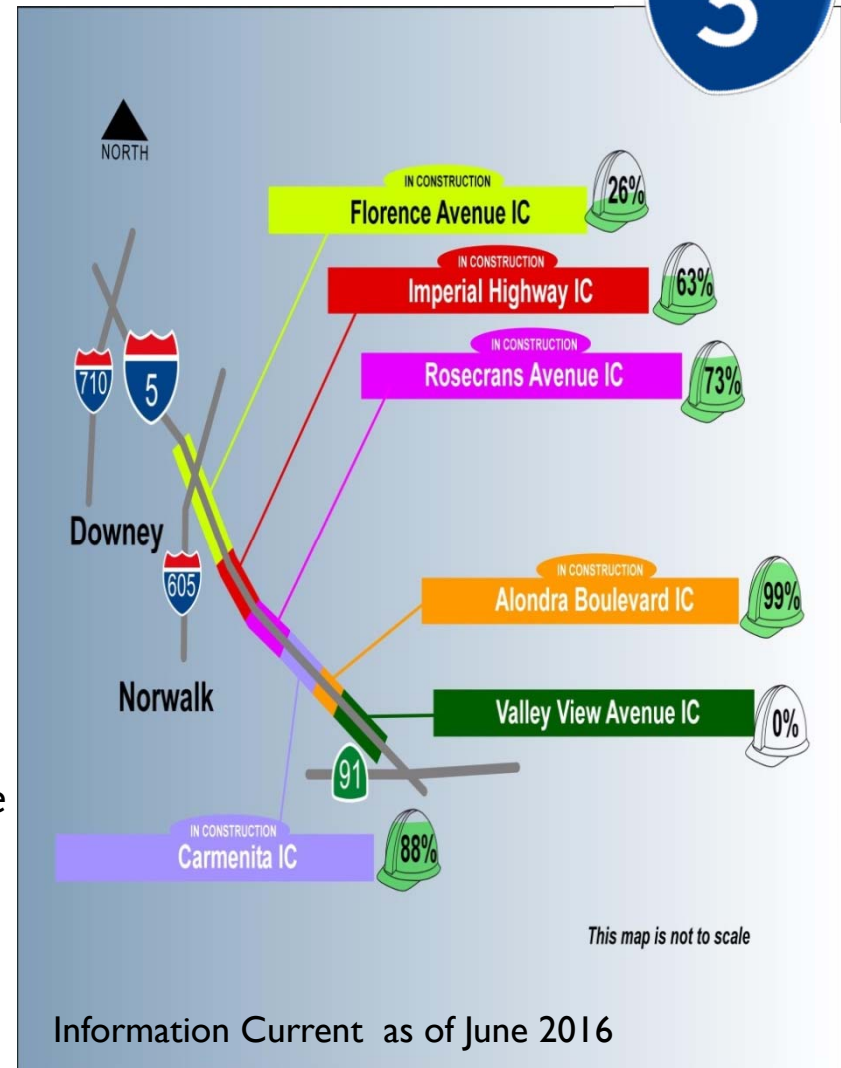 5
NORTH
IN CONSTRUCTION
Florence Avenue IC
26%
IN CONSTRUCTION
Imperial Highway IC
63%
IN CONSTRUCTION
Rosecrans Avenue IC
73%
710
5
Downey
605
Norwalk
IN CONSTRUCTION
Alondra Boulevard IC
99%
Valley View Avenue IC
0%
91
e
IN CONSTRUCTION
Carmenita IC
88%
This map is not to scale
Information Current as of June 2016